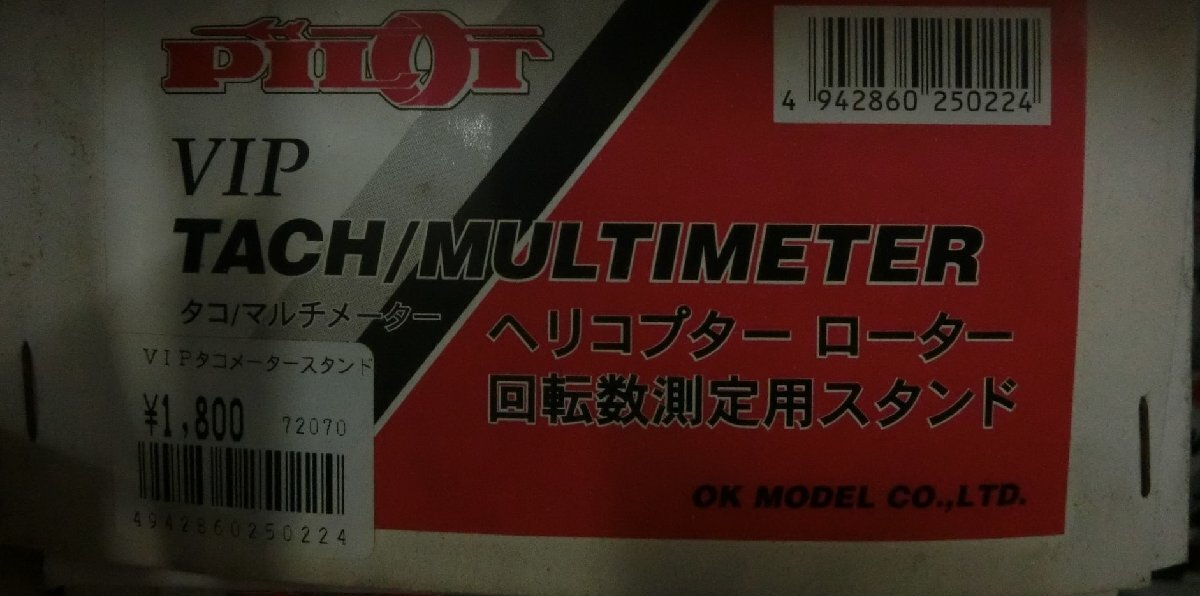 PILOT
4 942860 250224
VIP
TACH/MULTIMETER
タコ/マルチメーター
ヘリコプター ローター
回転数測定用スタンド
VIPタコメータースタンド
¥1,800 72070
4942860250224
OK MODEL CO.,LTD.